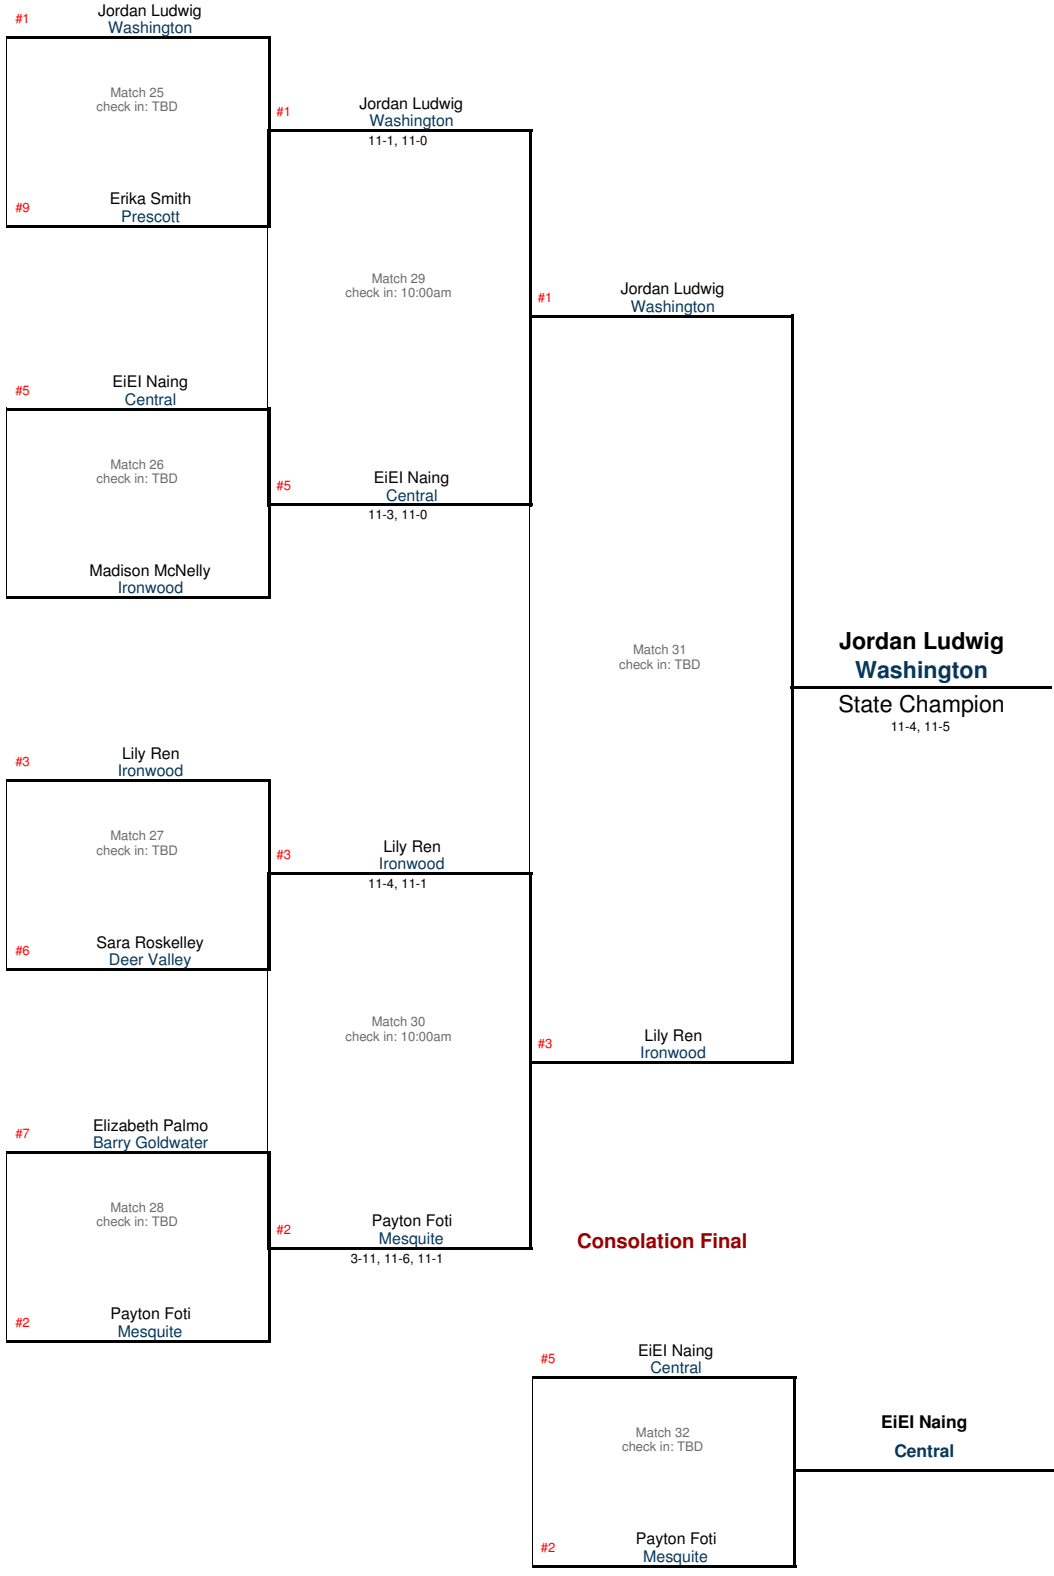 #1
Jordan Ludwig
Washington
Match 25
check in: TBD
#1
Jordan Ludwig
Washington
11-1, 11-0
#9
Erika Smith
Prescott
Match 29
check in: 10:00am
#1
Jordan Ludwig
Washington
#5
EiEI Naing
Central
Match 26
check in: TBD
#5
EiEI Naing
Central
11-3, 11-0
Madison McNelly
Ironwood
Match 31
check in: TBD
Jordan Ludwig
Washington
State Champion
11-4, 11-5
#3
Lily Ren
Ironwood
Match 27
check in: TBD
#3
Lily Ren
Ironwood
11-4, 11-1
#6
Sara Roskelley
Deer Valley
Match 30
check in: 10:00am
#3
Lily Ren
Ironwood
#7
Elizabeth Palmo
Barry Goldwater
Match 28
check in: TBD
#2
Payton Foti
Mesquite
3-11, 11-6, 11-1
Consolation Final
#2
Payton Foti
Mesquite
#5
EiEI Naing
Central
Match 32
check in: TBD
EiEI Naing
Central
#2
Payton Foti
Mesquite